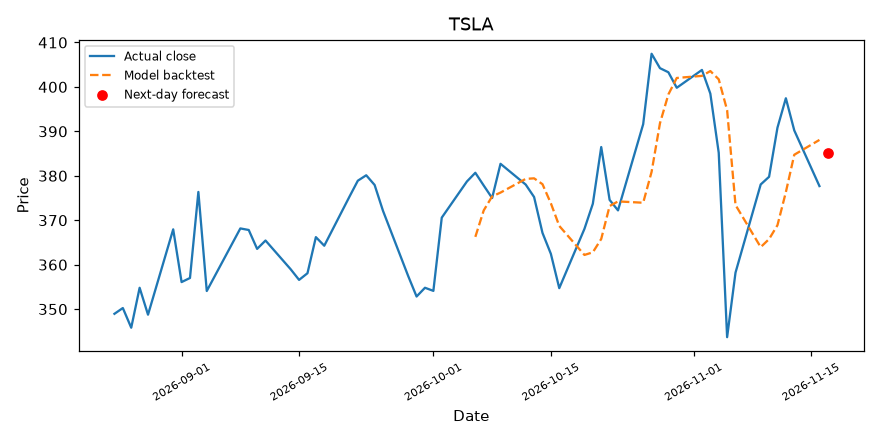 TSLA
Actual close
Model backtest
Next-day forecast
410
400
390
380
370
360
350
Price
2026-09-01
2026-09-15
2026-10-01
2026-10-15
2026-11-01
2026-11-15
Date